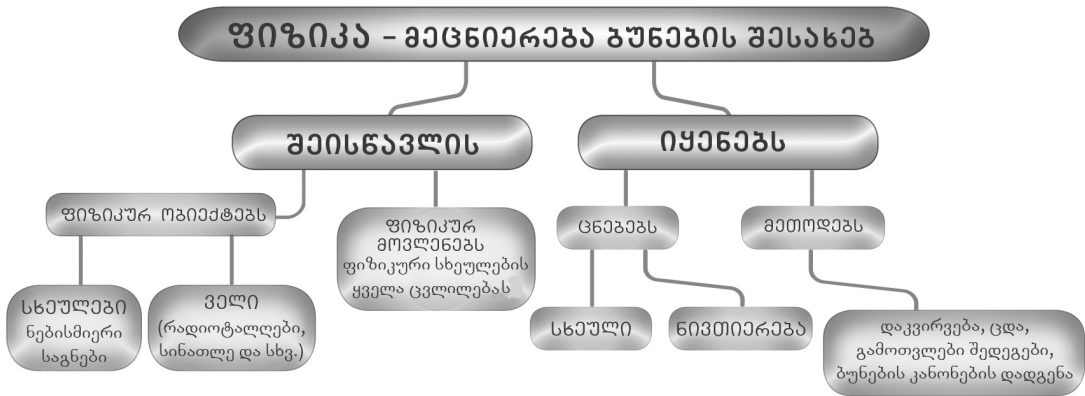 ფიზიკა – მეცნიერება ბუნების შესახებ
შეისწავლის
იყენებს
ფიზიკურ ობიექტებს
ფიზიკურ
მოვლენებს
ფიზიკური სხეულების
ყველა ცვლილებას
ცნებებს
მეთოდებს
სხეულები
ნებისმიერი
საგნები
ველი
(რადიოტალღები,
სინათლე და სხვ.)
სხეული
ნივთიერება
დაკვირვება, ცდა,
გამოთვლები შედეგები,
ბუნების კანონების დადგენა